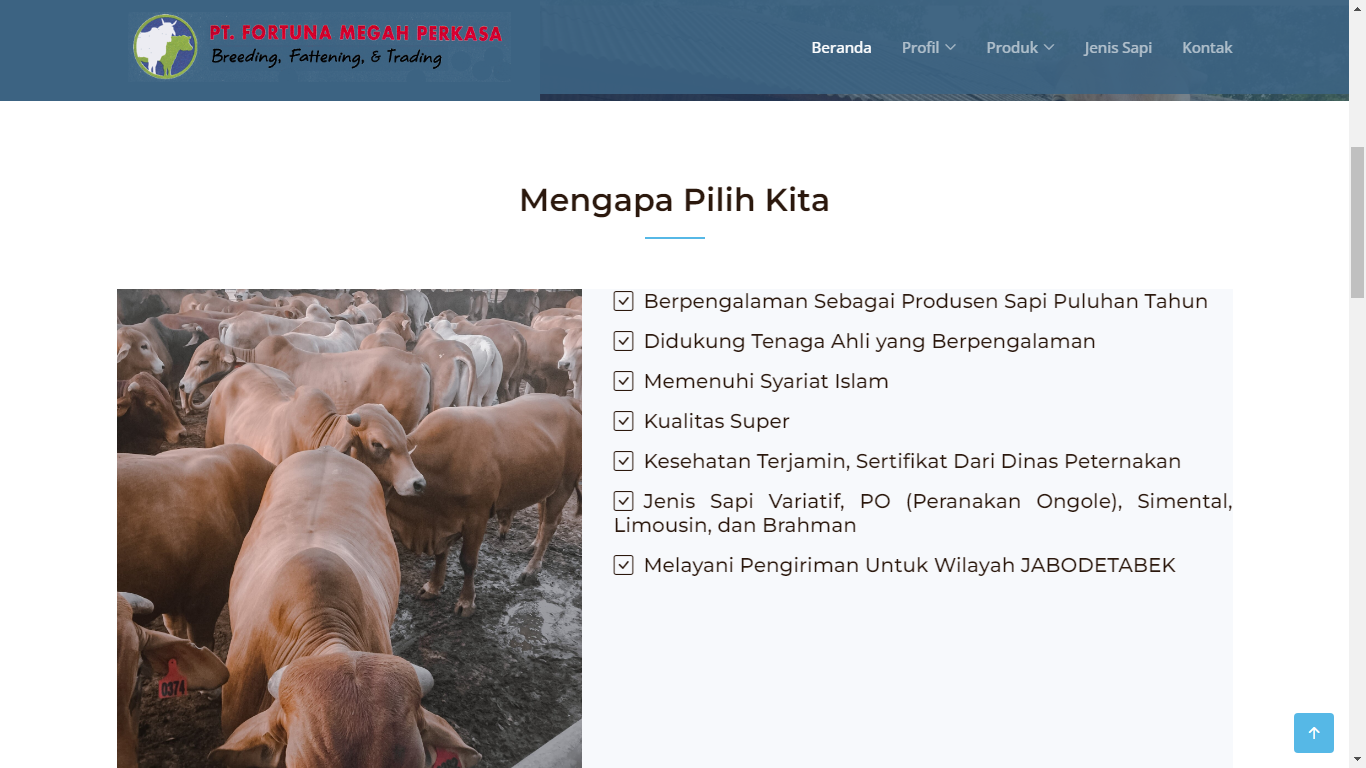 PT. FORTUNA MEGAH PERKASA
Breeding, Fattening, & Trading
Beranda Profil Produk Jenis Sapi Kontak
Mengapa Pilih Kita
Berpengalaman Sebagai Produsen Sapi Puluhan Tahun
Didukung Tenaga Ahli yang Berpengalaman
Memenuhi Syariat Islam
Kualitas Super
Kesehatan Terjamin, Sertifikat Dari Dinas Peternakan
Jenis Sapi Variatif, PO (Peranakan Ongole), Simental,
Limousin, dan Brahman
Melayani Pengiriman Untuk Wilayah JABODETABEK
0374